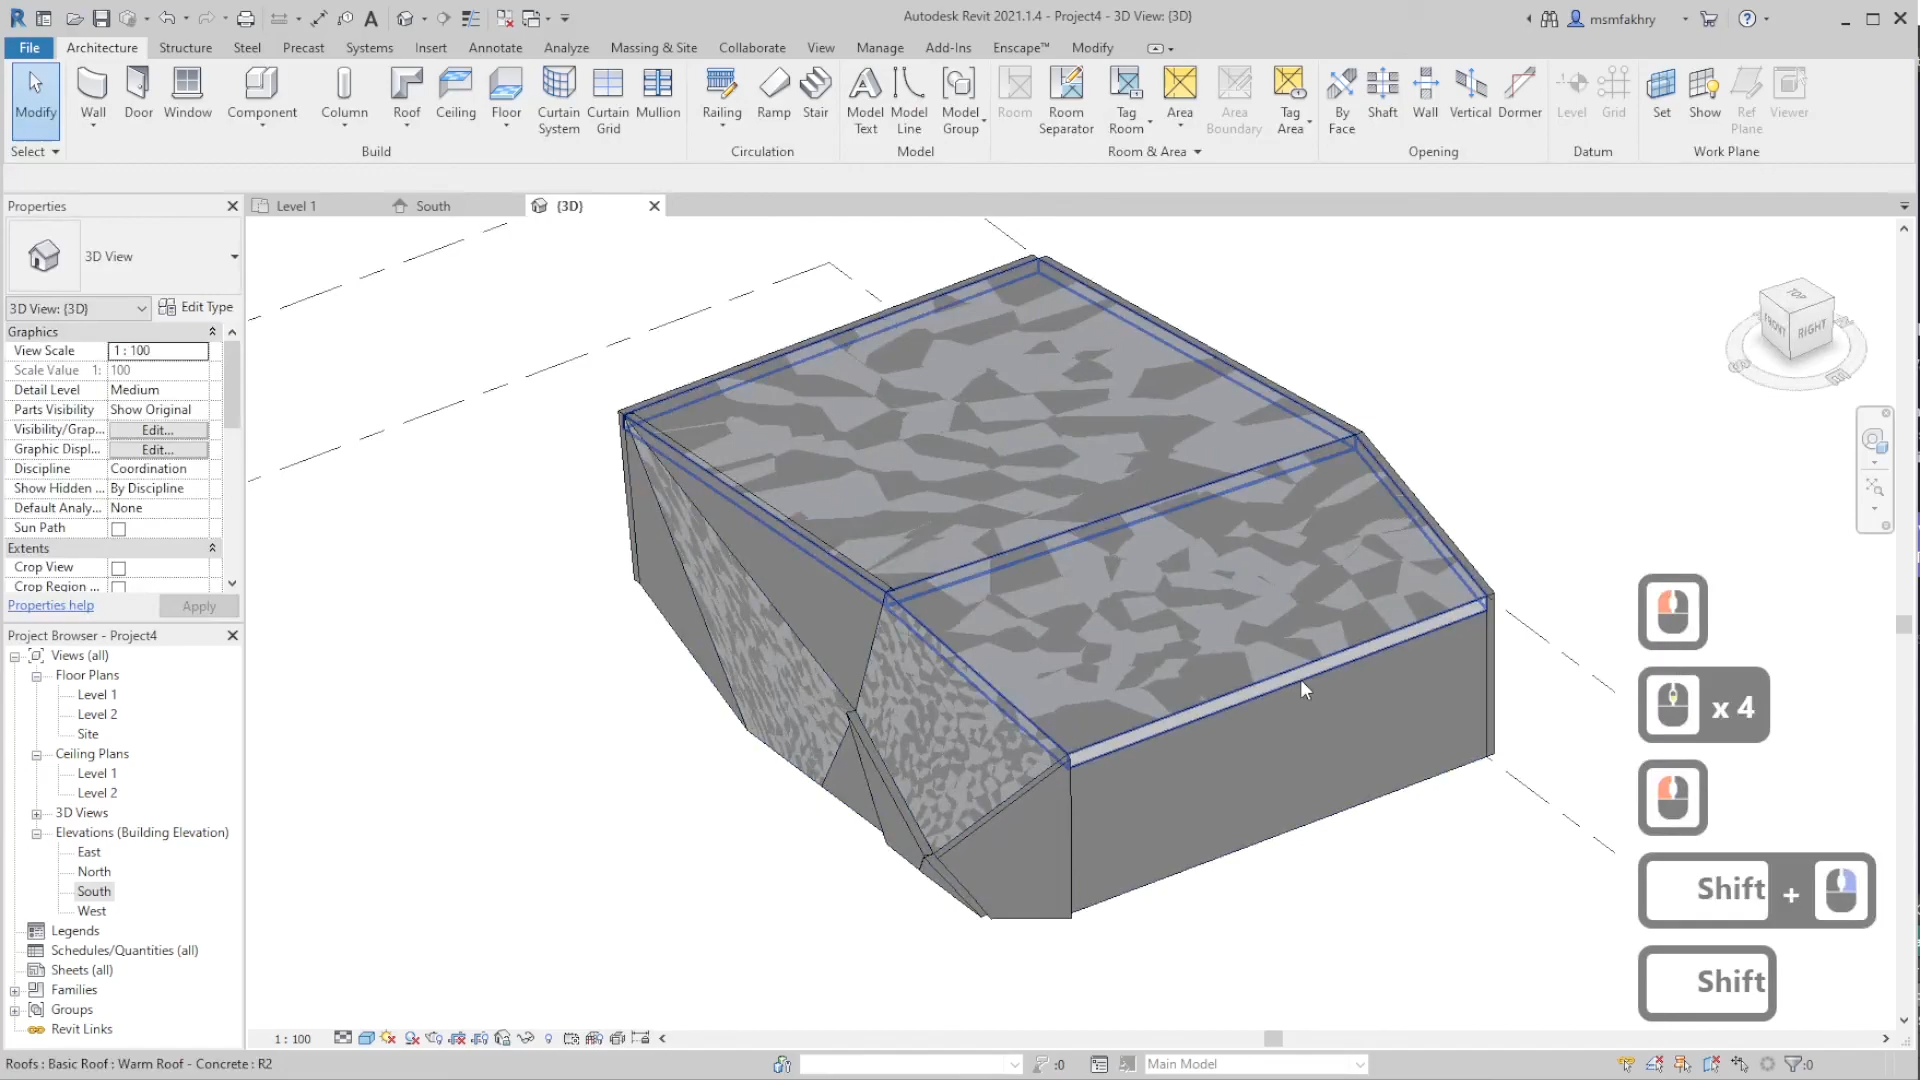 Autodesk Revit 2021.1.4 - Project4 - 3D View: {3D}
msmfakhry
File Architecture Structure Steel Precast Systems Insert Annotate Analyze Massing & Site Collaborate View Manage Add-Ins Enscape™ Modify
Modify Wall Door Window Component Column Roof Ceiling Floor Curtain System Curtain Grid Mullion Railing Ramp Stair Model Text Model Line Model Group Room Room Separator Tag Room Area Area Boundary Tag Area By Face Shaft Wall Vertical Dormer Level Grid Set Show Ref Plane Viewer
Select Build Circulation Model Room & Area Opening Datum Work Plane
Properties
Level 1 South {3D}
3D View
3D View: {3D} Edit Type
Graphics
View Scale 1 : 100
Scale Value 1: 100
Detail Level Medium
Parts Visibility Show Original
Visibility/Grap... Edit...
Graphic Displ... Edit...
Discipline Coordination
Show Hidden ... By Discipline
Default Analy... None
Sun Path
Extents
Crop View
Crop Region ...
Properties help Apply
Project Browser - Project4
Views (all)
Floor Plans
Level 1
Level 2
Site
Ceiling Plans
Level 1
Level 2
3D Views
Elevations (Building Elevation)
East
North
South
West
Legends
Schedules/Quantities (all)
Sheets (all)
Families
Groups
Revit Links
TOP
FRONT RIGHT
x 4
Shift +
Shift
1 : 100
Roofs : Basic Roof : Warm Roof - Concrete : R2
:0
Main Model
:0